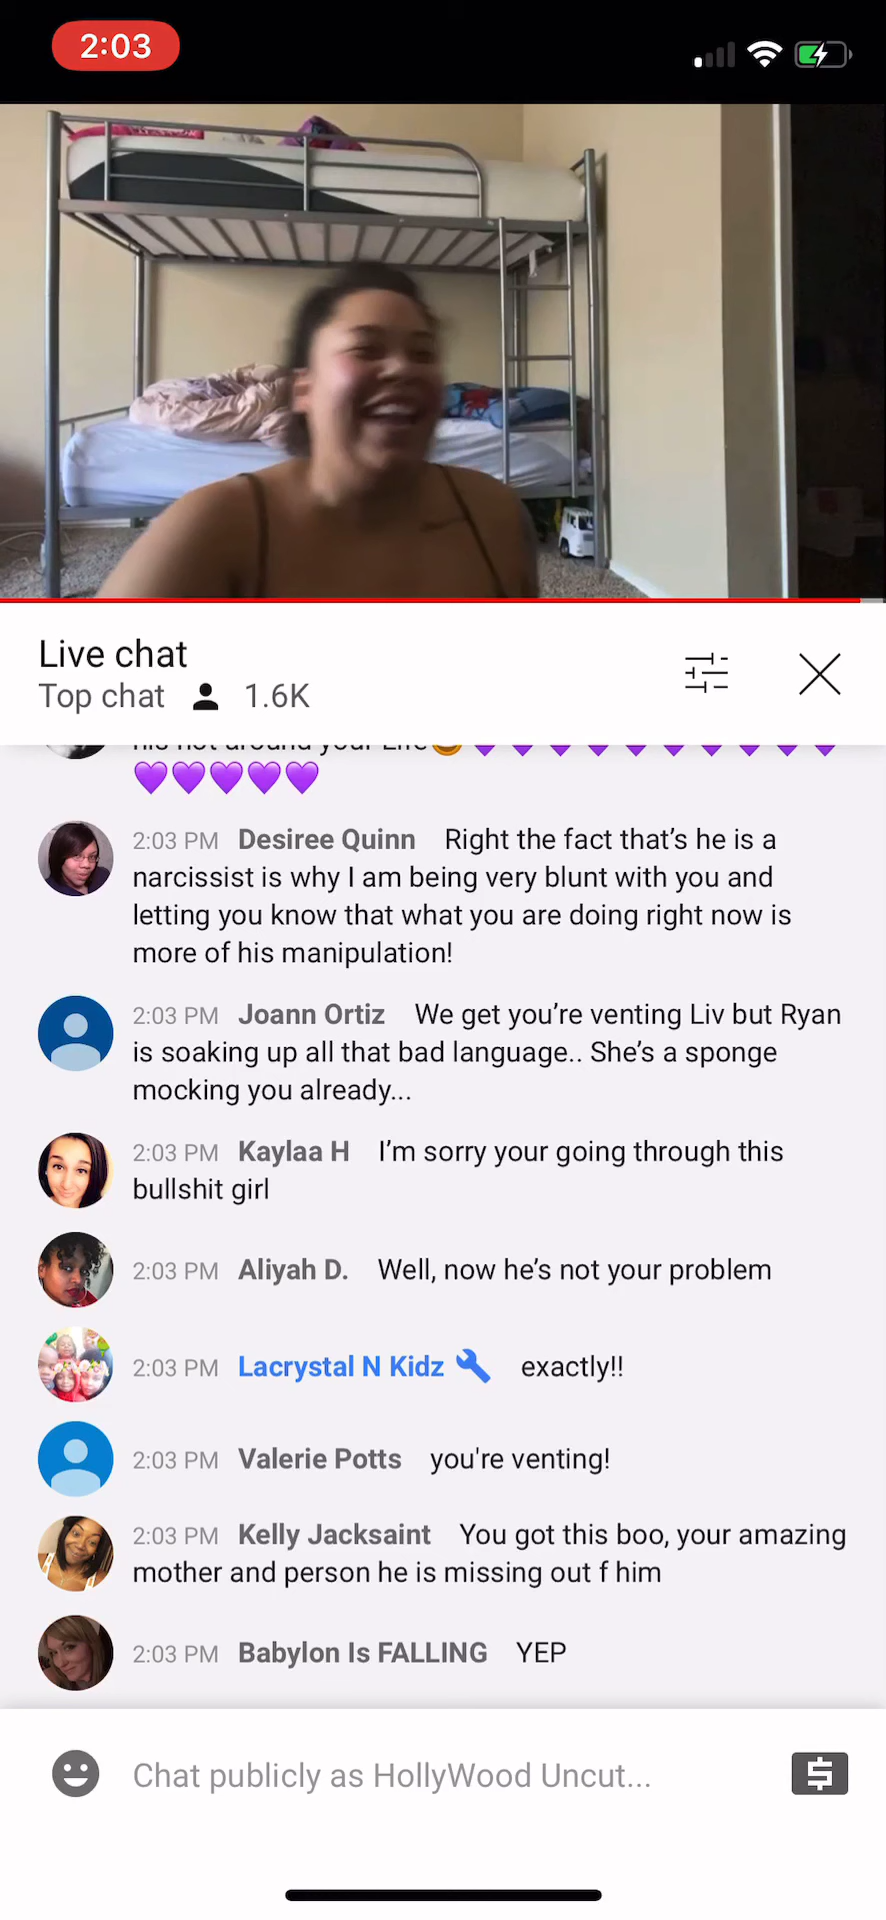 2:03
Live chat
Top chat 1.6K
his not around your Life
2:03 PM Desiree Quinn Right the fact that's he is a
narcissist is why I am being very blunt with you and
letting you know that what you are doing right now is
more of his manipulation!
2:03 PM Joann Ortiz We get you're venting Liv but Ryan
is soaking up all that bad language.. She's a sponge
mocking you already...
2:03 PM Kaylaa H I'm sorry your going through this
bullshit girl
2:03 PM Aliyah D. Well, now he's not your problem
2:03 PM Lacrystal N Kidz exactly!!
2:03 PM Valerie Potts you're venting!
2:03 PM Kelly Jacksaint You got this boo, your amazing
mother and person he is missing out f him
2:03 PM Babylon Is FALLING YEP
Chat publicly as HollyWood Uncut...